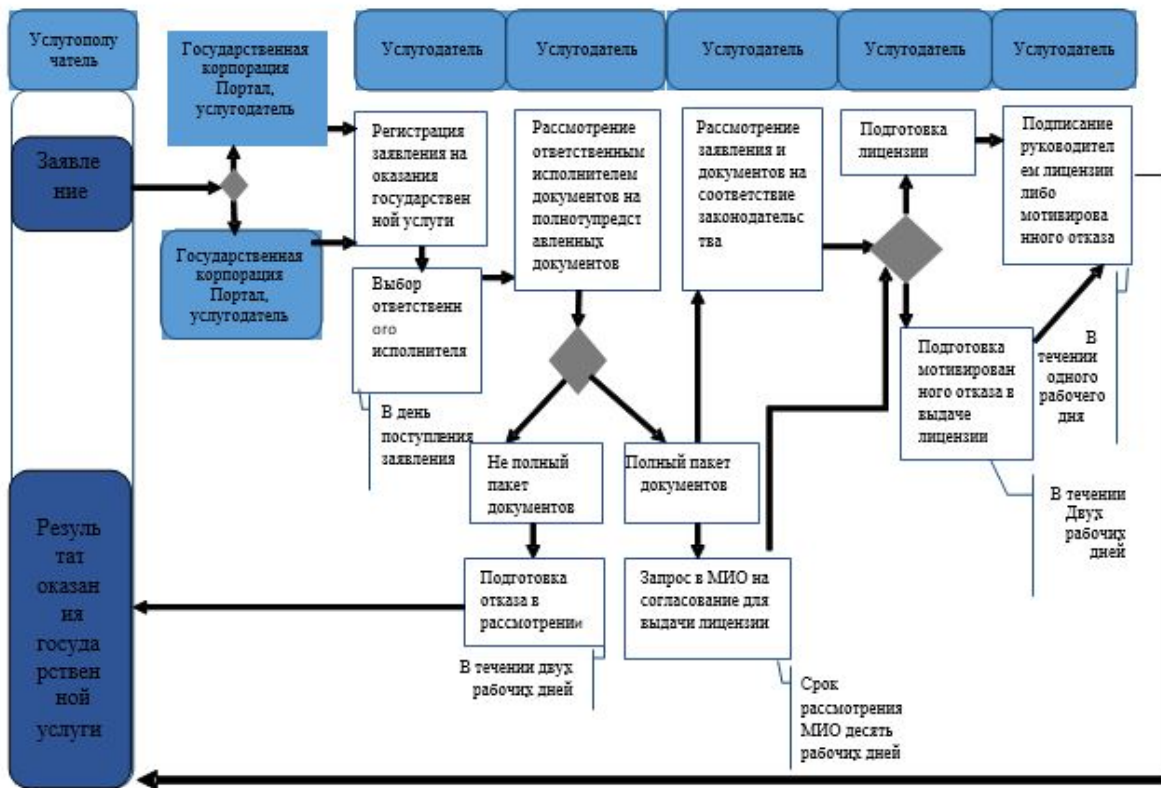 Услугополу
чатель
Государственная
корпорация
Портал,
услугодатель
Услугодатель
Услугодатель
Услугодатель
Услугодатель
Услугодатель
Заявле
ние
Государственная
корпорация
Портал,
услугодатель
Регистрация
заявления на
оказания
государствен
ной услуги
Выбор
ответственн
ого
исполнителя
В день
поступления
заявления
Рассмотрение
ответственным
исполнителем
документов на
полнотупредст
авленных
документов
Не полный
пакет
документов
Полный пакет
документов
Подготовка
отказа в
рассмотрении
В течении двух
рабочих дней
Запрос в МИО на
согласование для
выдачи лицензии
Срок
рассмотрения
МИО десять
рабочих дней
Рассмотрение
заявления и
документов на
соответствие
законодательс
тва
Подготовка
лицензии
Подготовка
мотивирован
ного отказа в
выдаче
лицензии
В течении
Двух
рабочих
дней
Подписание
руководител
ем лицензии
либо
мотивирова
нного отказа
В
течении
одного
рабочего
дня
Резуль
тат
оказан
ия
госуда
рствен
ной
услуги